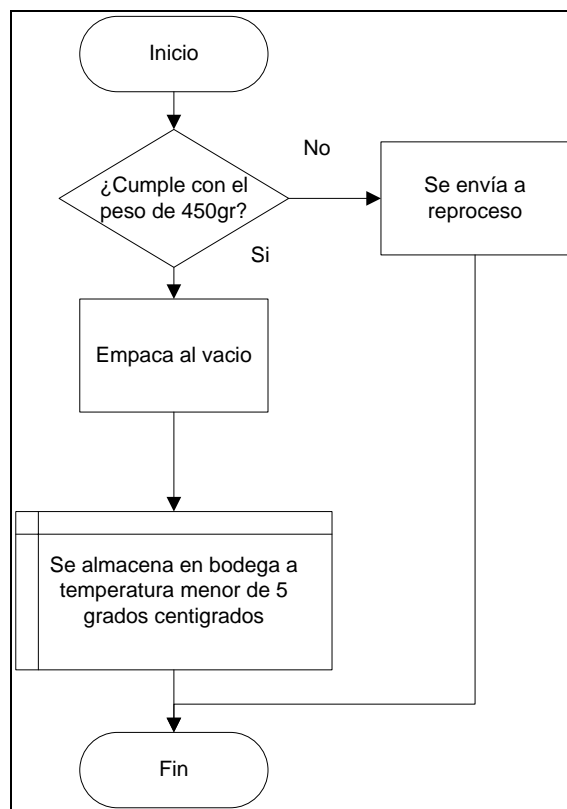 Inicio
No
¿Cumple con el
peso de 450gr?
Se envía a
reproceso
Si
Empaca al vacio
Se almacena en bodega a
temperatura menor de 5
grados centigrados
Fin